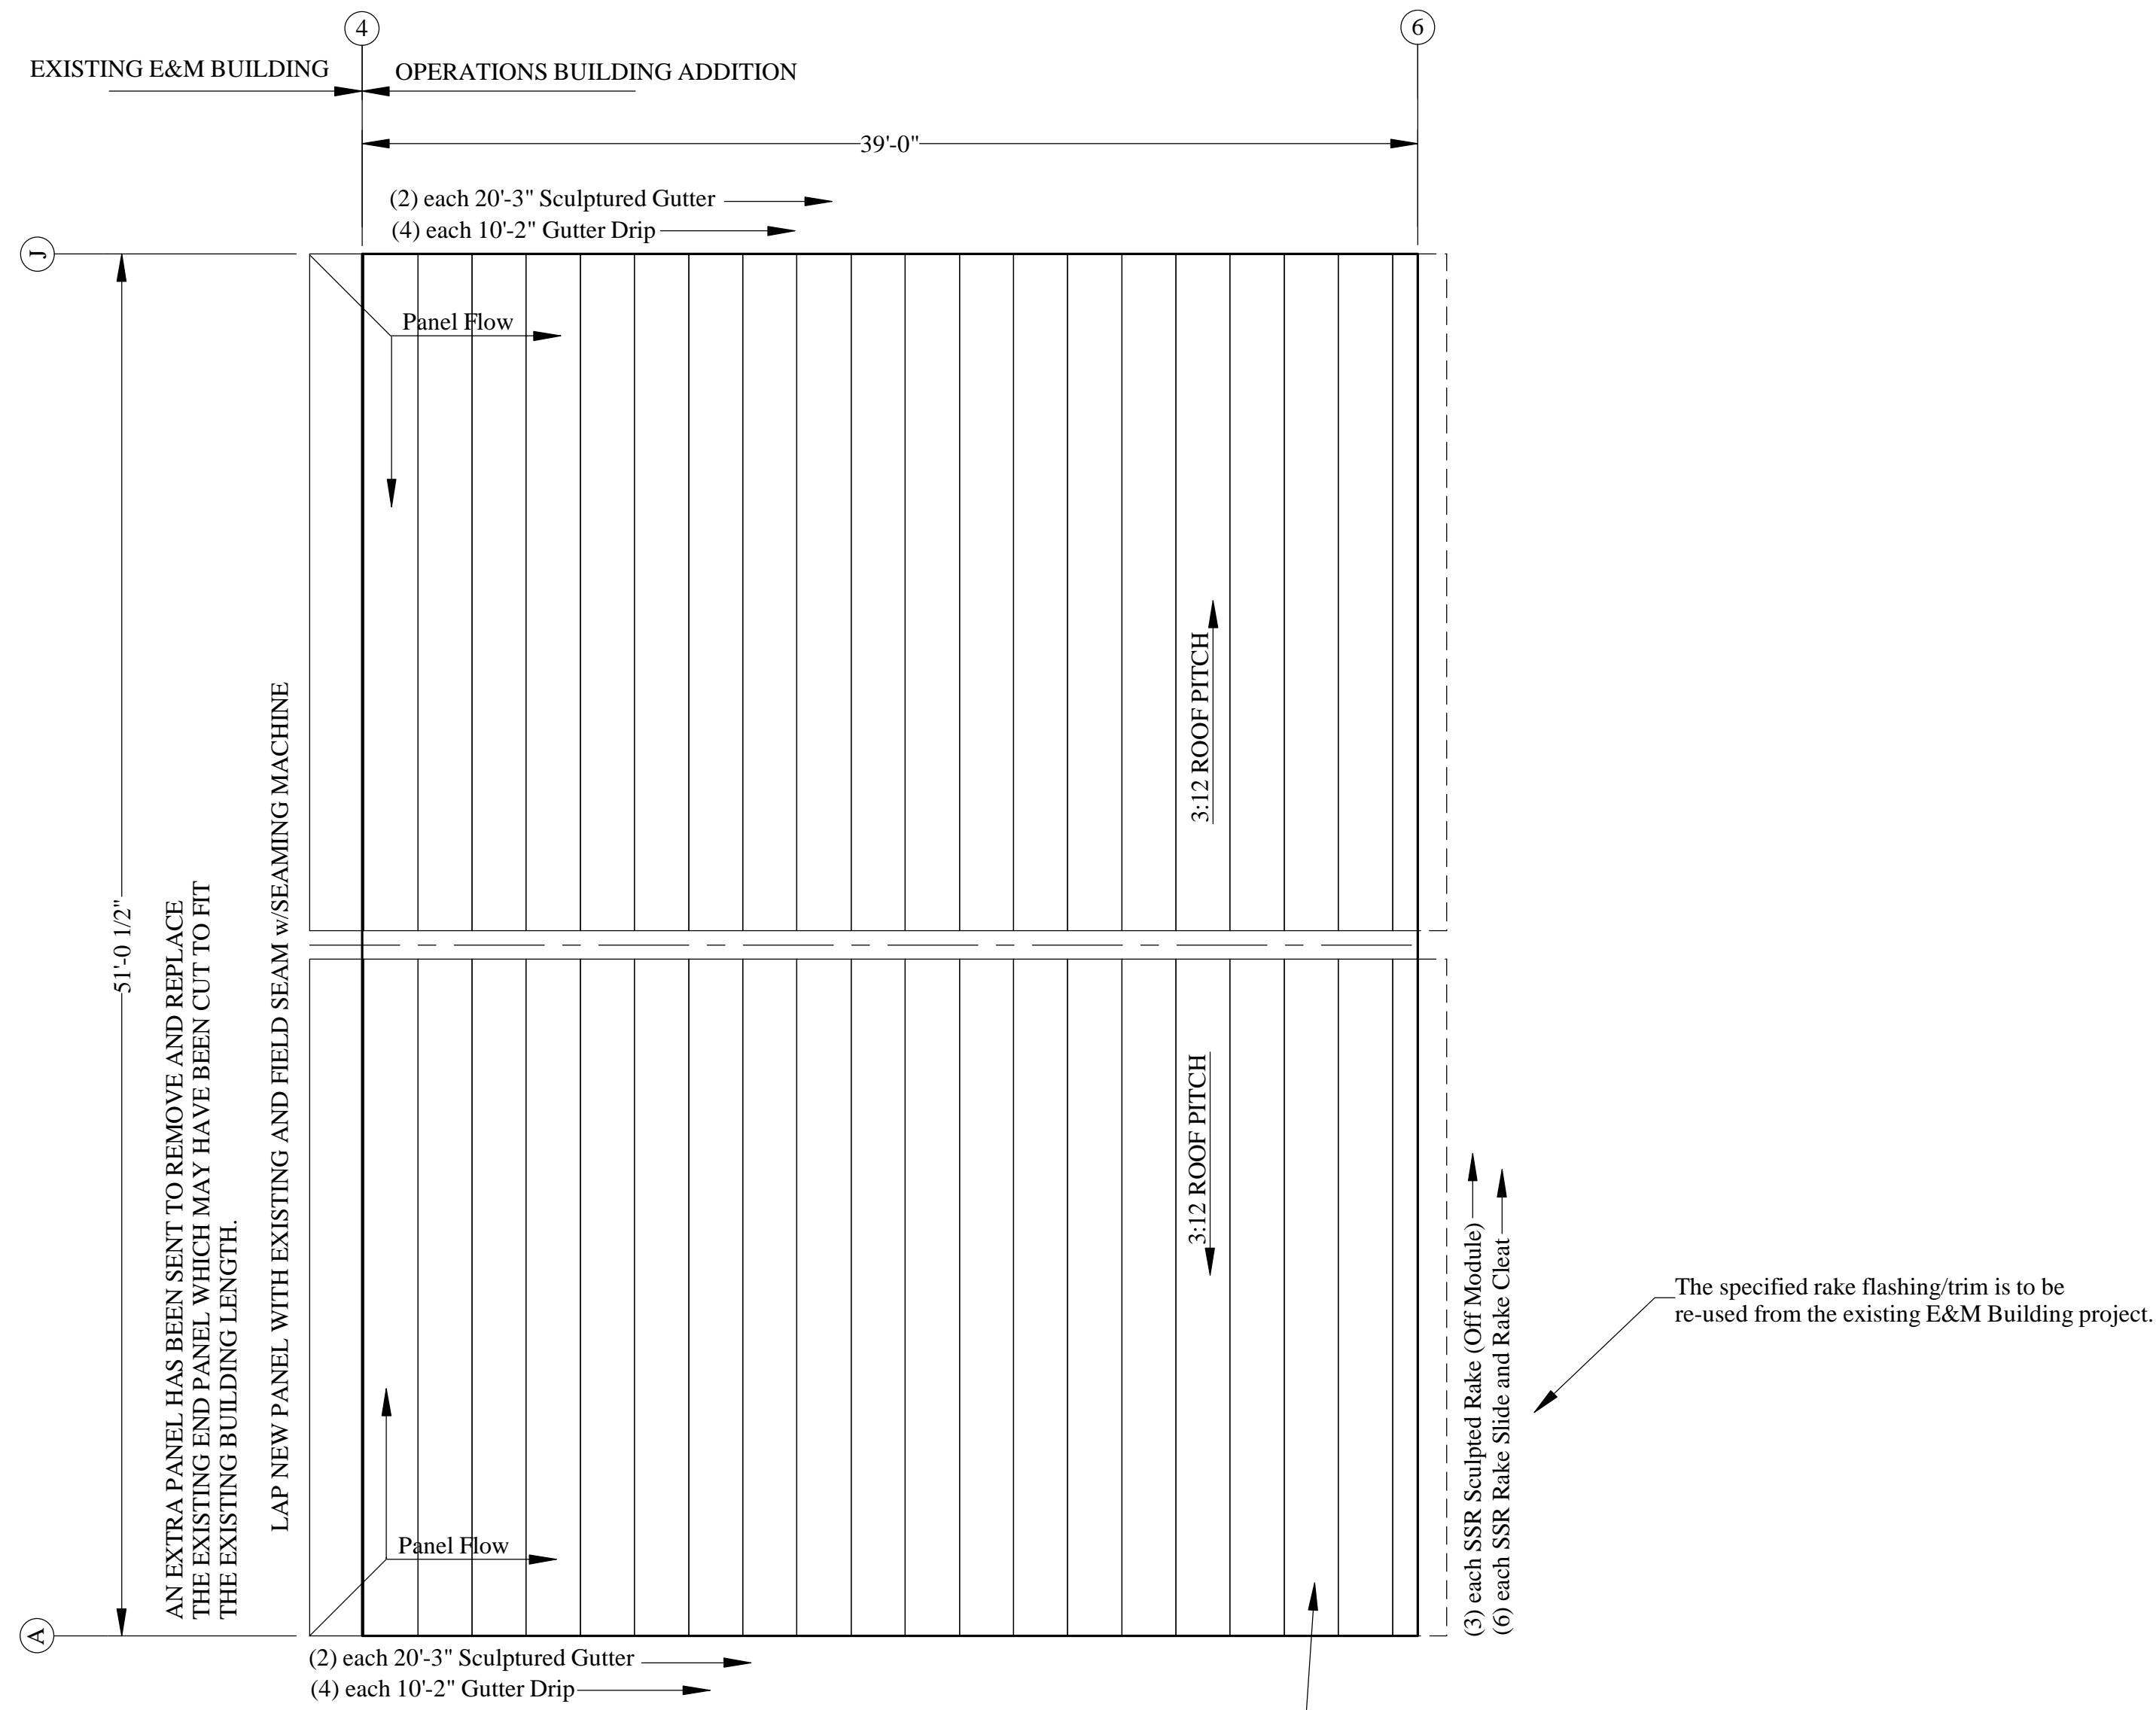 4
6
EXISTING E&M BUILDING
OPERATIONS BUILDING ADDITION
39'-0"
(2) each 20'-3" Sculptured Gutter
(4) each 10'-2" Gutter Drip
J
Panel Flow
3:12 ROOF PITCH
51'-0 1/2"
AN EXTRA PANEL HAS BEEN SENT TO REMOVE AND REPLACE
THE EXISTING END PANEL WHICH MAY HAVE BEEN CUT TO FIT
THE EXISTING BUILDING LENGTH.
LAP NEW PANEL WITH EXISTING AND FIELD SEAM w/SEAMING MACHINE
3:12 ROOF PITCH
(3) each SSR Sculpted Rake (Off Module)
(6) each SSR Rake Slide and Rake Cleat
The specified rake flashing/trim is to be
re-used from the existing E&M Building project.
Panel Flow
A
(2) each 20'-3" Sculptured Gutter
(4) each 10'-2" Gutter Drip